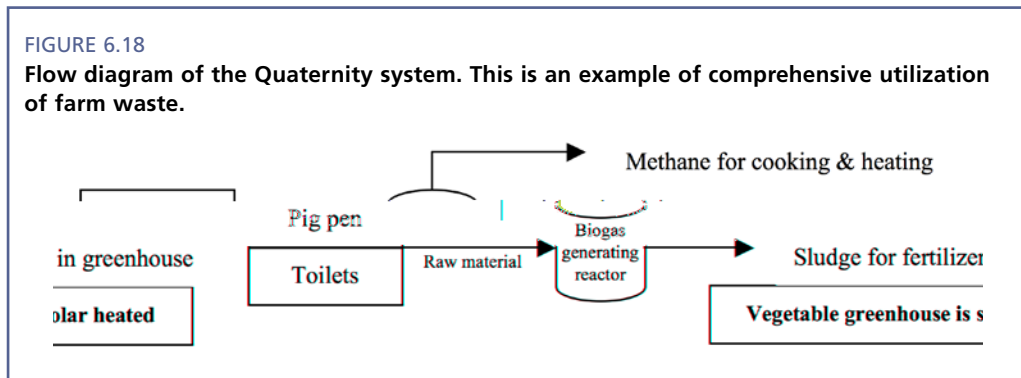 FIGURE 6.18
Flow diagram of the Quaternity system. This is an example of comprehensive utilization
of farm waste.
Methane for cooking & heating
Pig pen
Toilets
Raw material
Biogas
generating
reactor
in greenhouse
Sludge for fertilizer
olar heated
Vegetable greenhouse is s